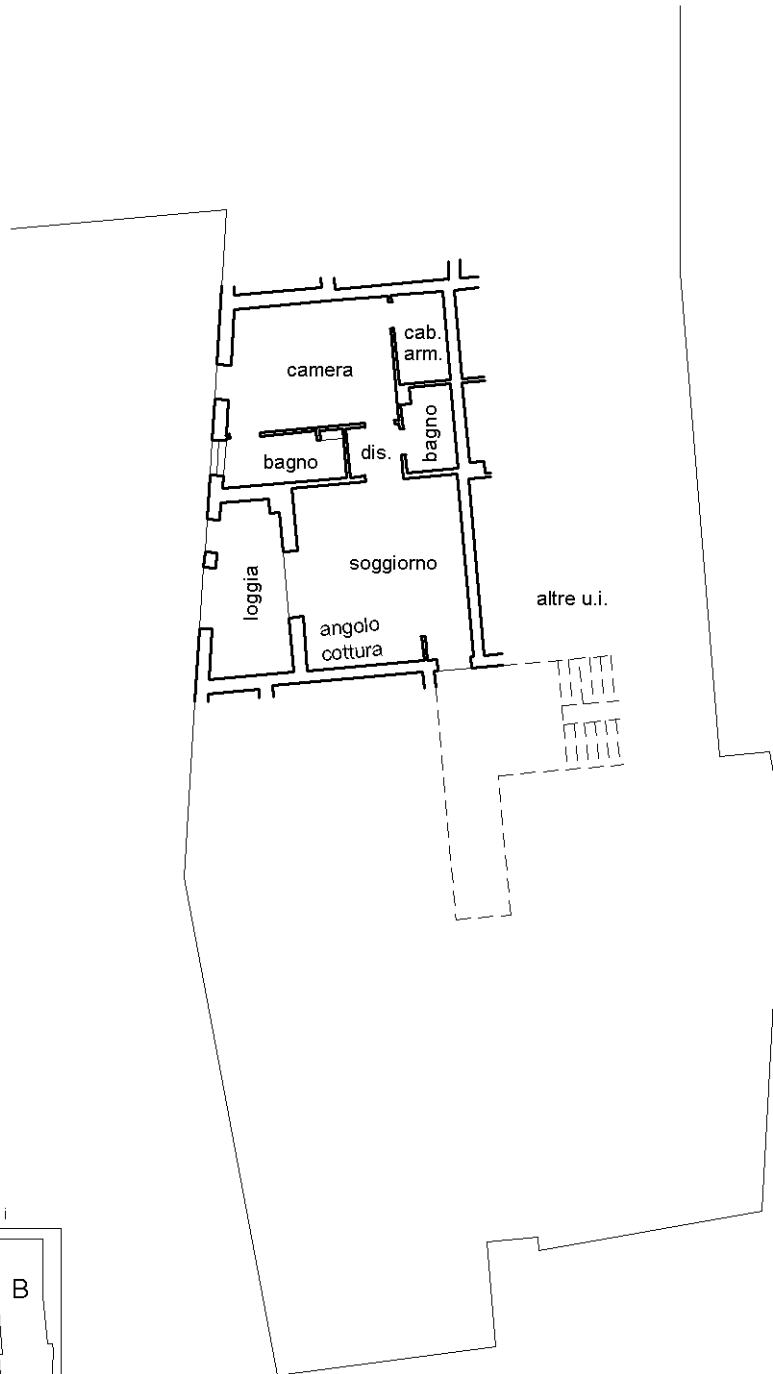 cab.
arm.
camera
bagno
dis.
bagno
soggiorno
loggia
altre u.i.
angolo
cottura
i
B